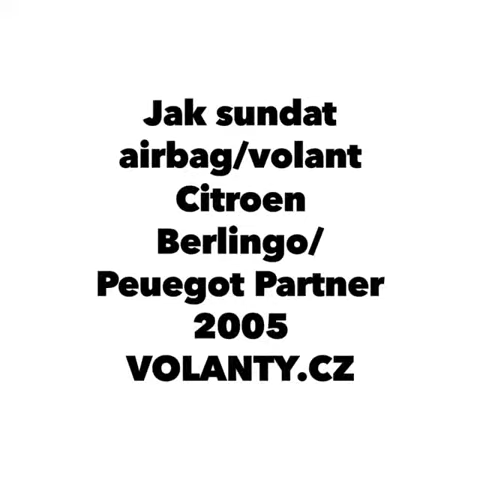 Jak sundat
airbag/volant
Citroen
Berlingo/
Peuegot Partner
2005
VOLANTY.CZ